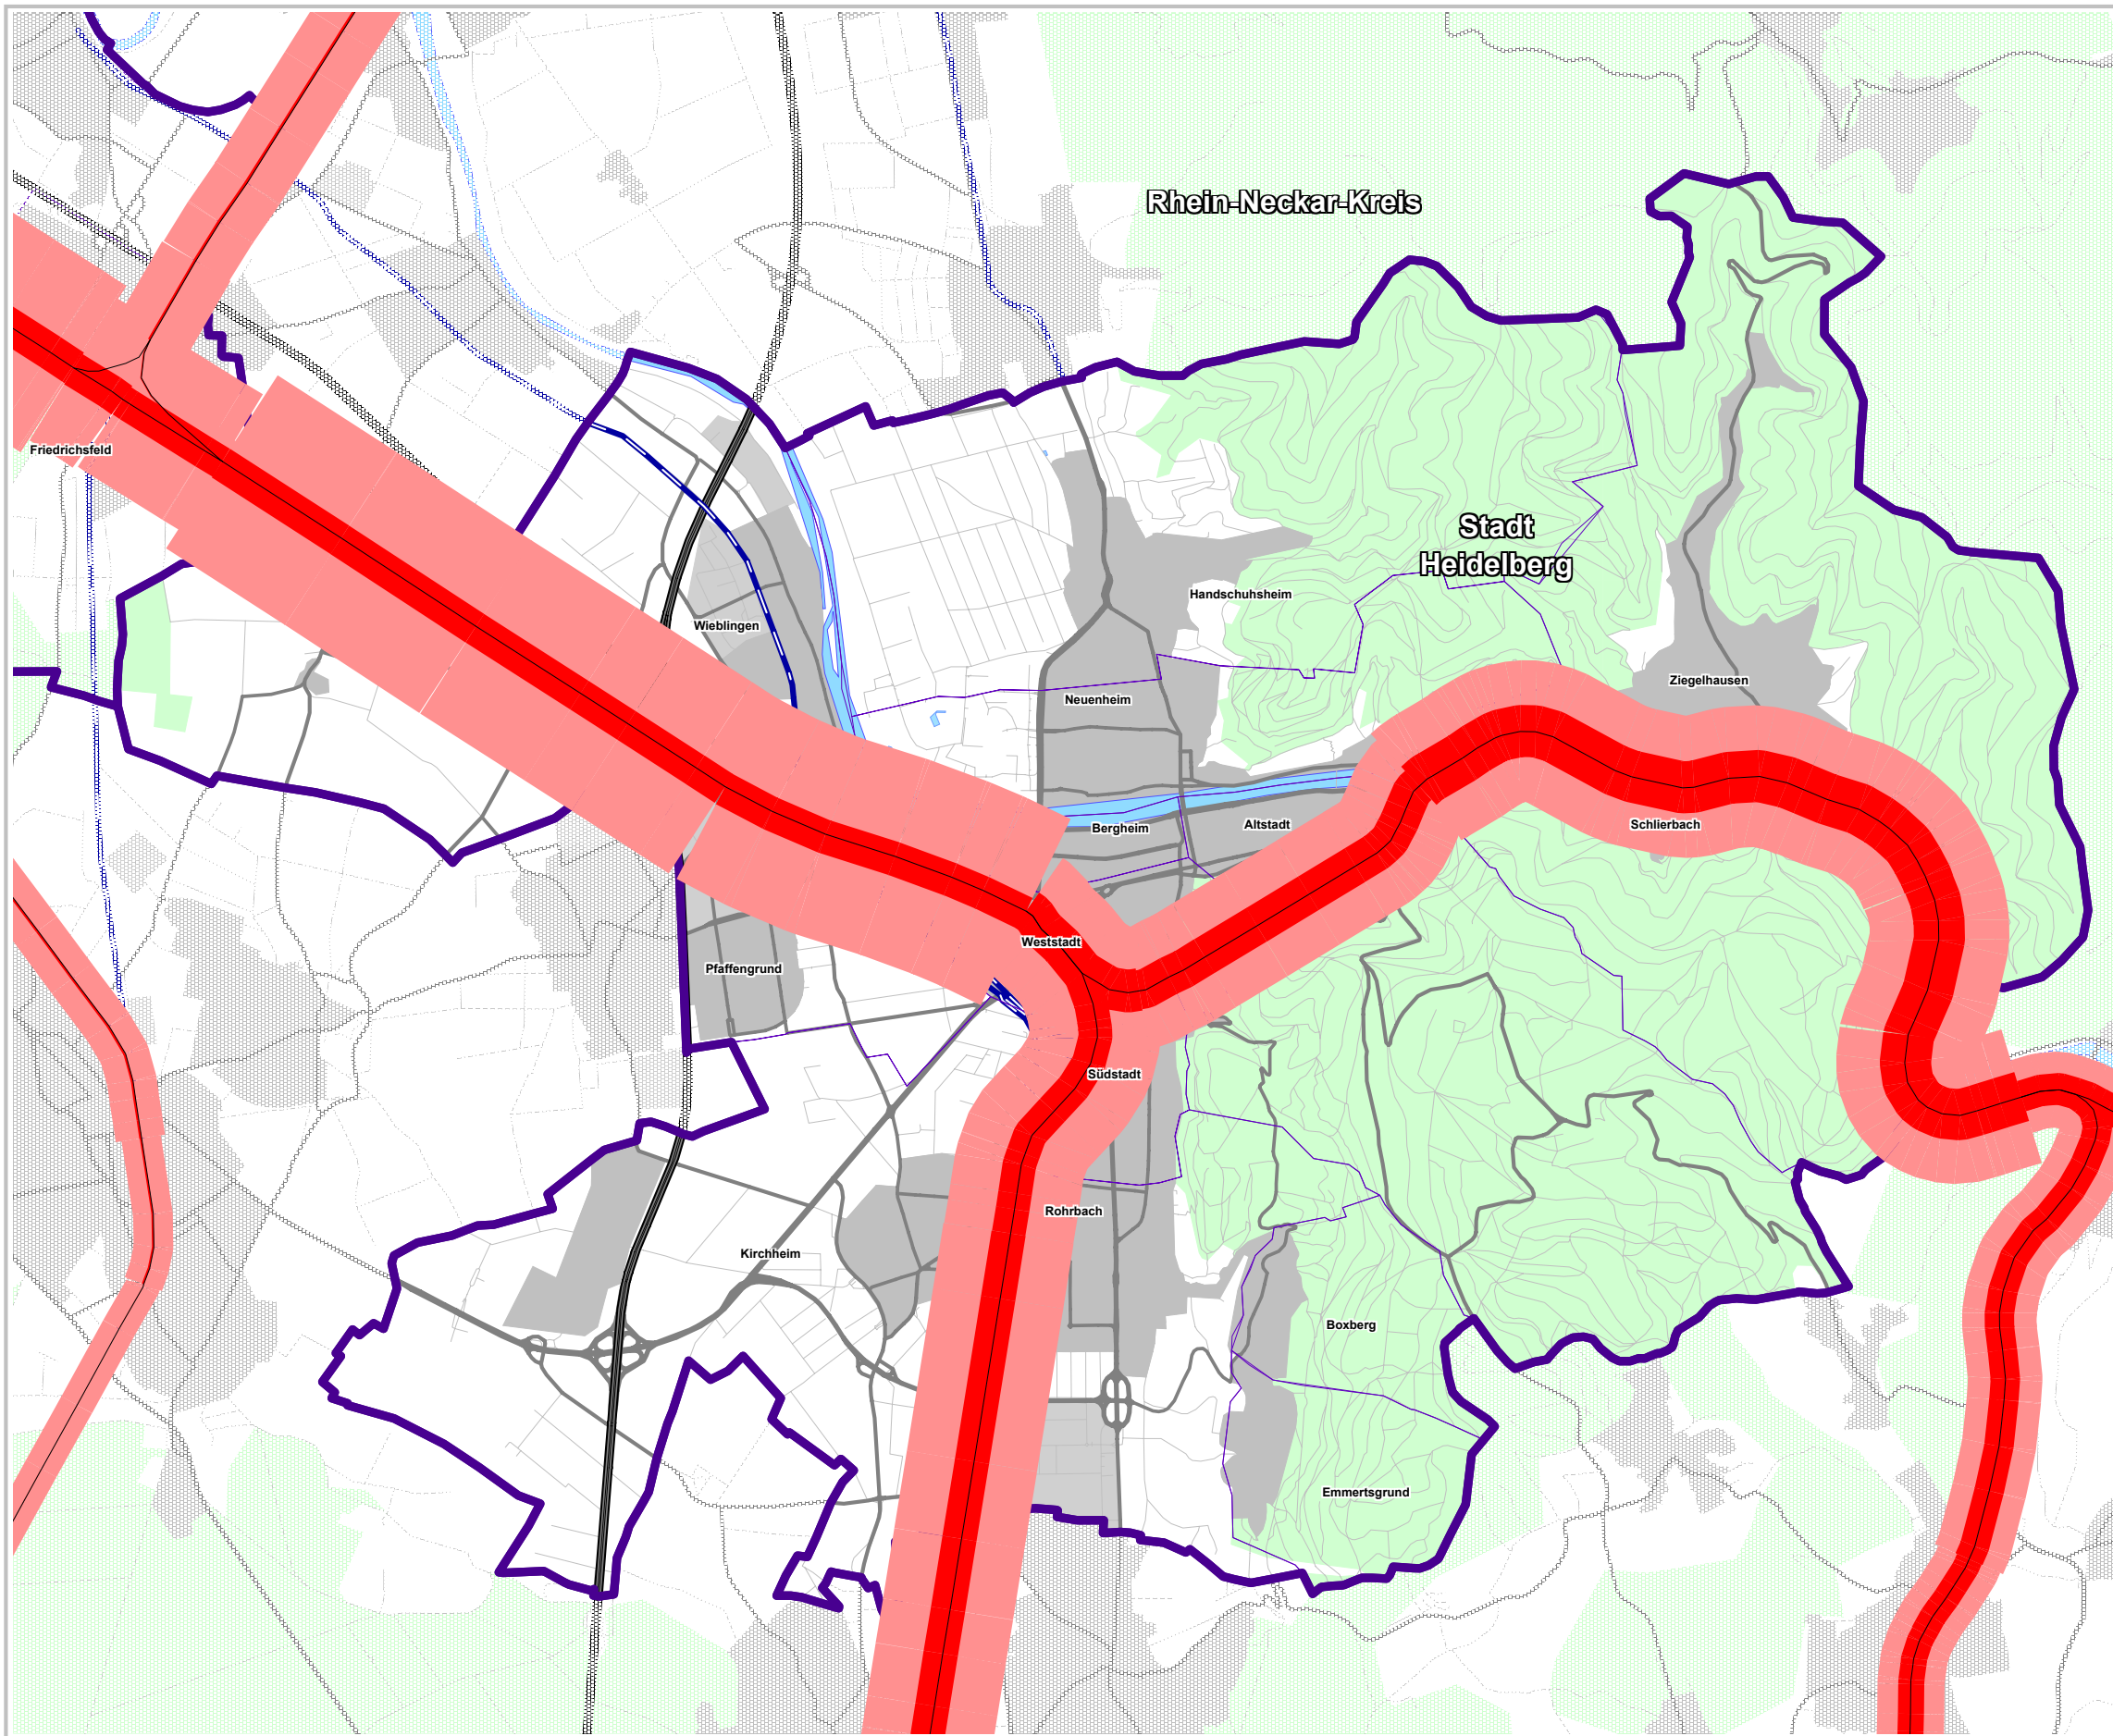 Rhein-Neckar-Kreis
Friedrichsfeld
Stadt
Heidelberg
Handschuhsheim
Wieblingen
Ziegelhausen
Neuenheim
Bergheim
Altstadt
Schlierbach
Weststadt
Pfaffengrund
Südstadt
Rohrbach
Kirchheim
Boxberg
Emmertsgrund